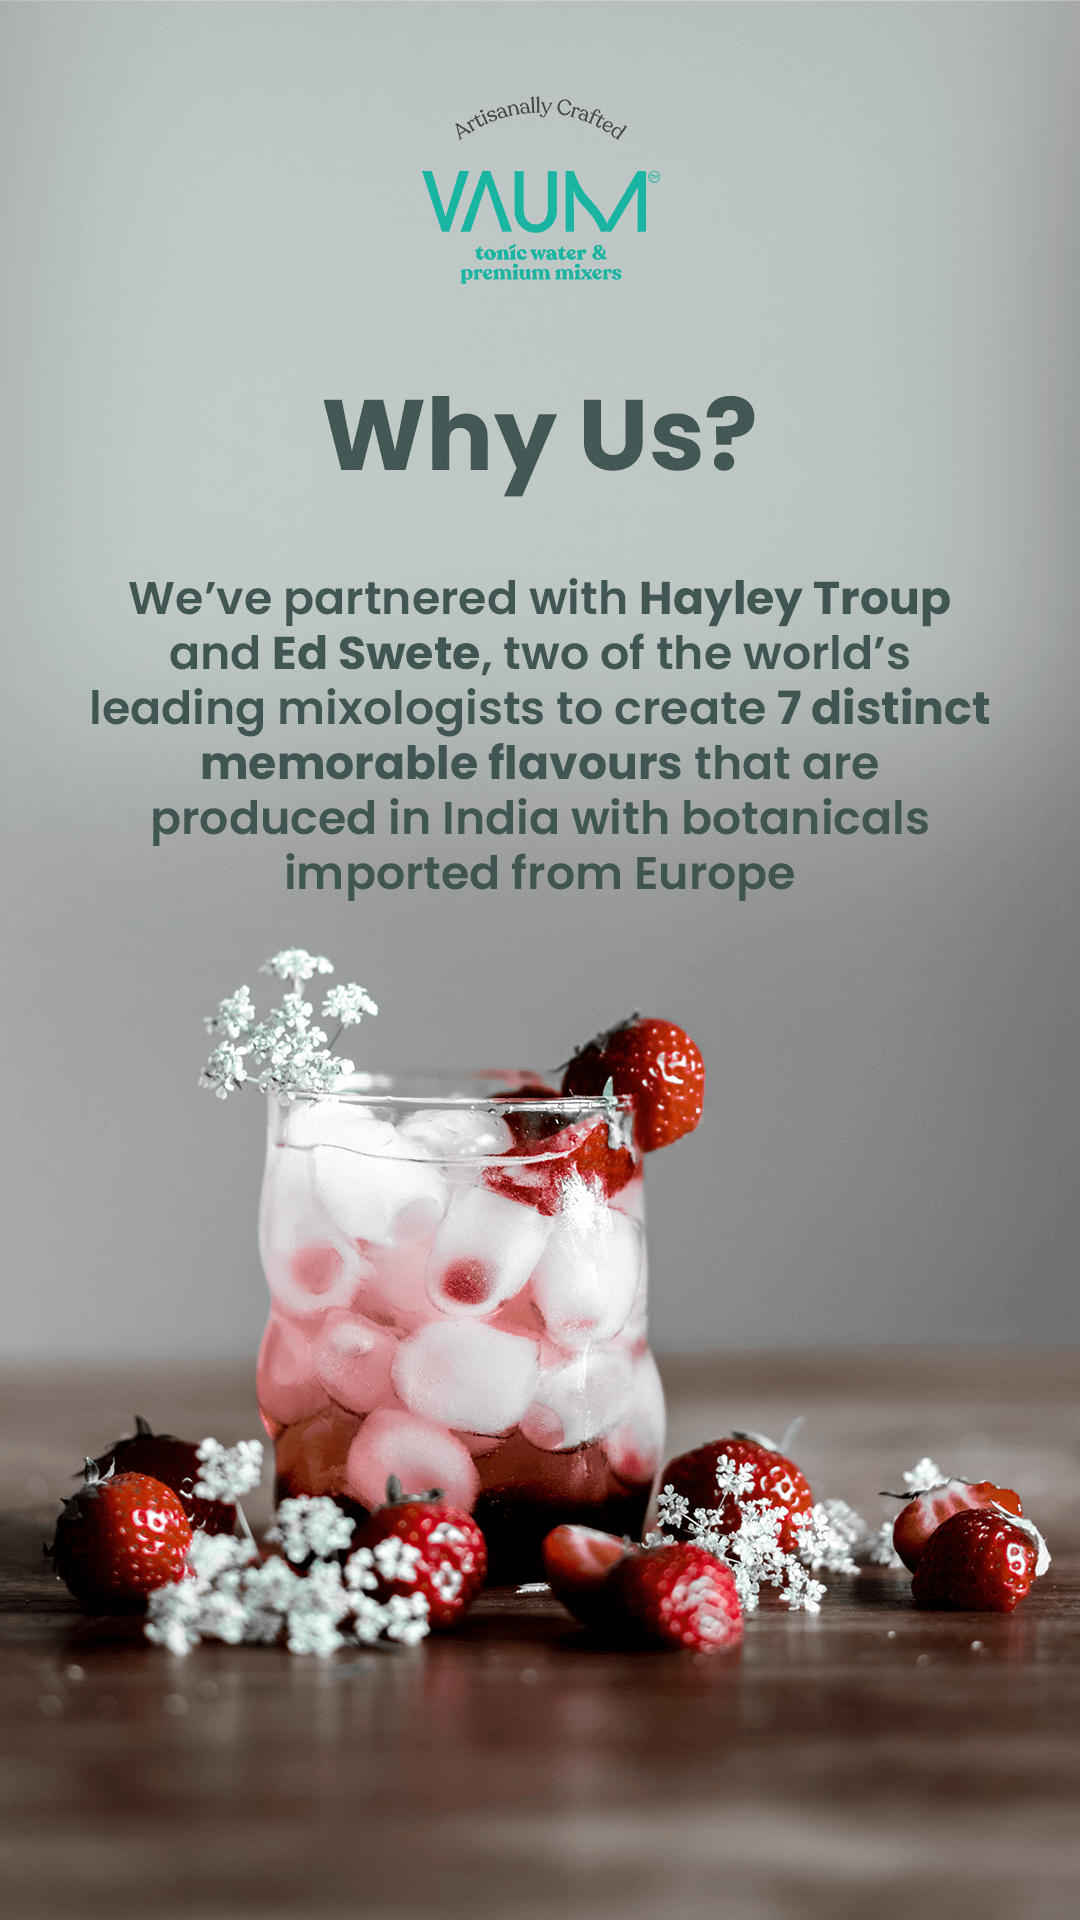 Artisanally Crafted
VAUM™
tonic water &
premium mixers
Why Us?
We’ve partnered with Hayley Troup
and Ed Swete, two of the world’s
leading mixologists to create 7 distinct
memorable flavours that are
produced in India with botanicals
imported from Europe